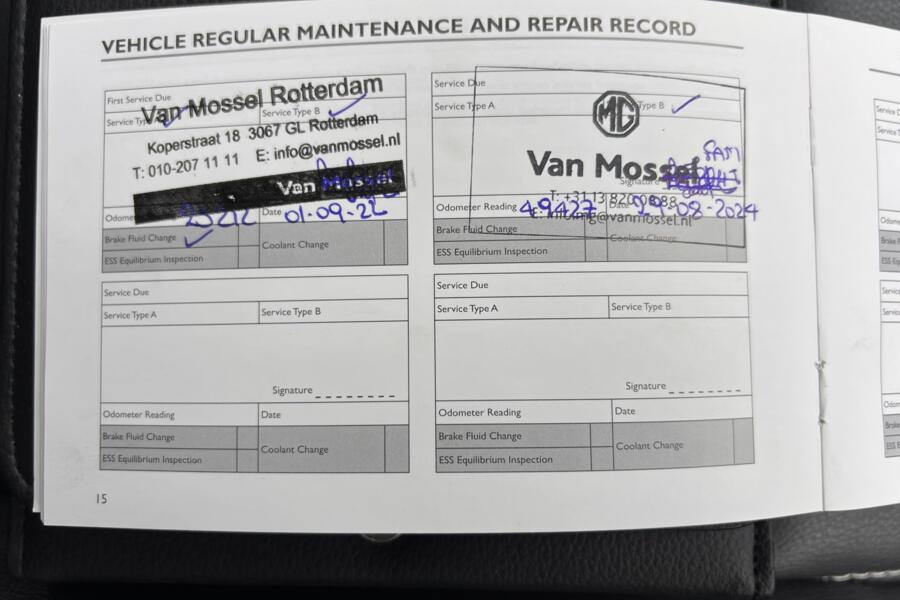 VEHICLE REGULAR MAINTENANCE AND REPAIR RECORD
First Service Due
Service Type B
Van Mossel Rotterdam
Koperstraat 18 3067 GL Rotterdam
T: 010-207 11 11 E: info@vanmossel.nl
Van Mossel
Date 01-09-22
Brake Fluid Change
Coolant Change
ESS Equilibrium Inspection
Service Due
Service Type A
Type B
MG
Van Mossel
SAM
Signature
Odometer Reading 49427
08-2024
Brake Fluid Change
Coolant Change
ESS Equilibrium Inspection
Service Due
Service Type A
Service Type B
Signature
Odometer Reading
Date
Brake Fluid Change
Coolant Change
ESS Equilibrium Inspection
Service Due
Service Type A
Service Type B
Signature
Odometer Reading
Date
Brake Fluid Change
Coolant Change
ESS Equilibrium Inspection
15